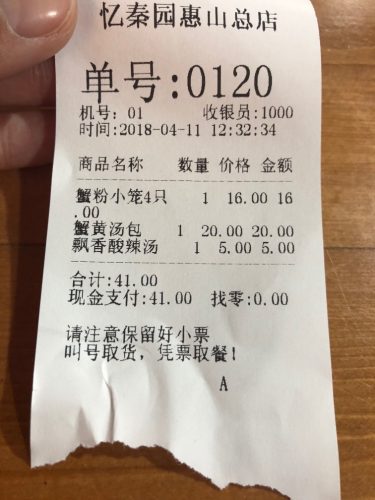 忆秦园惠山总店
单号:0120
机号: 01 收银员:1000
时间:2018-04-11 12:32:34
商品名称 数量 价格 金额
蟹粉小笼4只 1 16.00 16
.00
蟹黄汤包 1 20.00 20.00
飘香酸辣汤 1 5.00 5.00
合计:41.00
现金支付:41.00 找零:0.00
请注意保留好小票
叫号取货，凭票取餐!
A